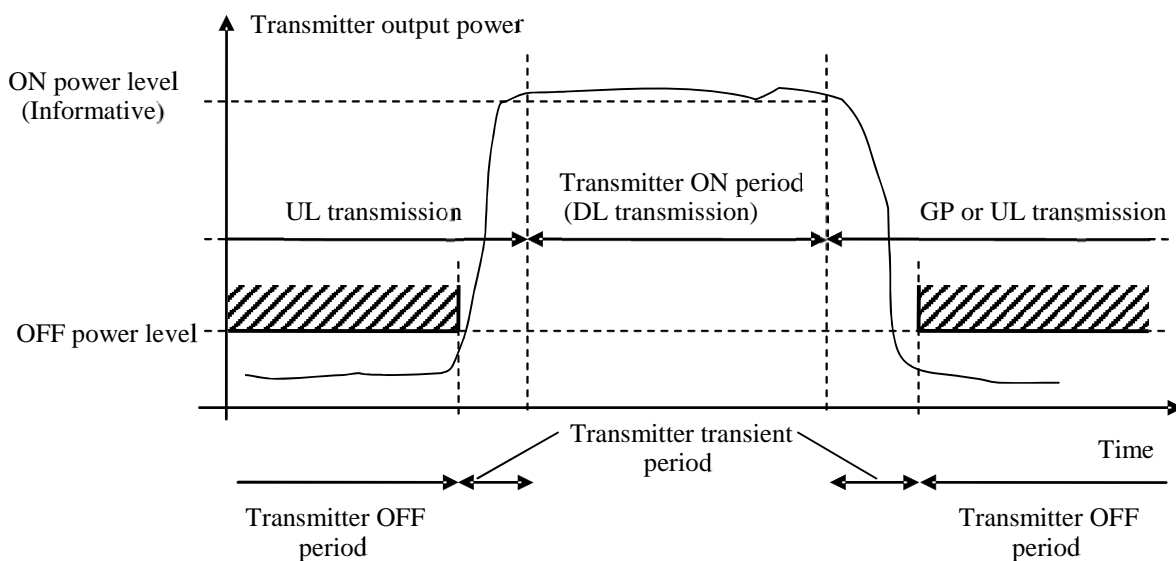 Transmitter output power
ON power level
(Informative)
UL transmission
Transmitter ON period
(DL transmission)
GP or UL transmission
OFF power level
Transmitter transient
period
Time
Transmitter OFF
period
Transmitter OFF
period